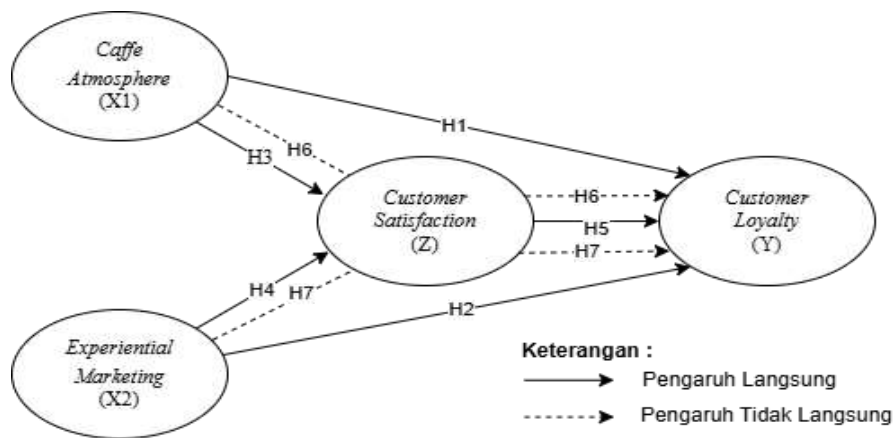 Caffe
Atmosphere
(X1)
H1
H3
H6
Customer
Satisfaction
(Z)
H6
H5
H7
Customer
Loyalty
(Y)
H4
H7
H2
Experiential
Marketing
(X2)
Keterangan :
Pengaruh Langsung
Pengaruh Tidak Langsung